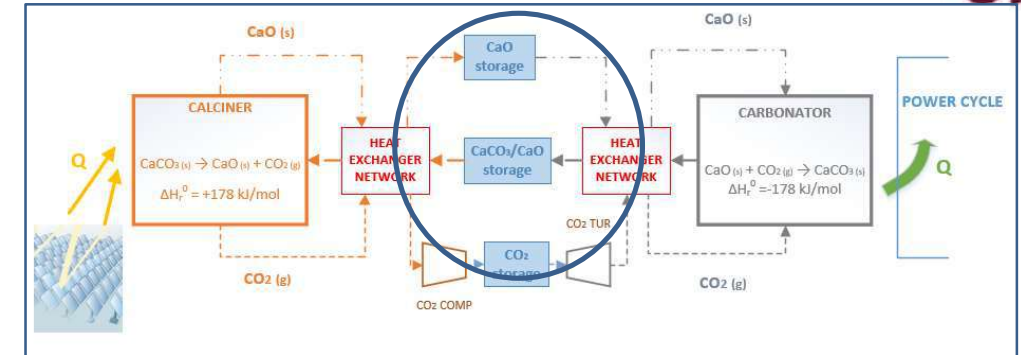 CaO (s)
CaO (s)
CaO
storage
CALCINER
CaCO₃ (s) → CaO (s) + CO₂ (g)
ΔHᵣ⁰ = +178 kJ/mol
Q
HEAT
EXCHANGER
NETWORK
CaCO₃/CaO
storage
HEAT
EXCHANGER
NETWORK
CARBONATOR
CaO (s) + CO₂ (g) → CaCO₃ (s)
ΔHᵣ⁰ =-178 kJ/mol
POWER CYCLE
Q
CO₂ TUR
CO₂
storage
CO₂ COMP
CO2 (g)
CO2 (g)